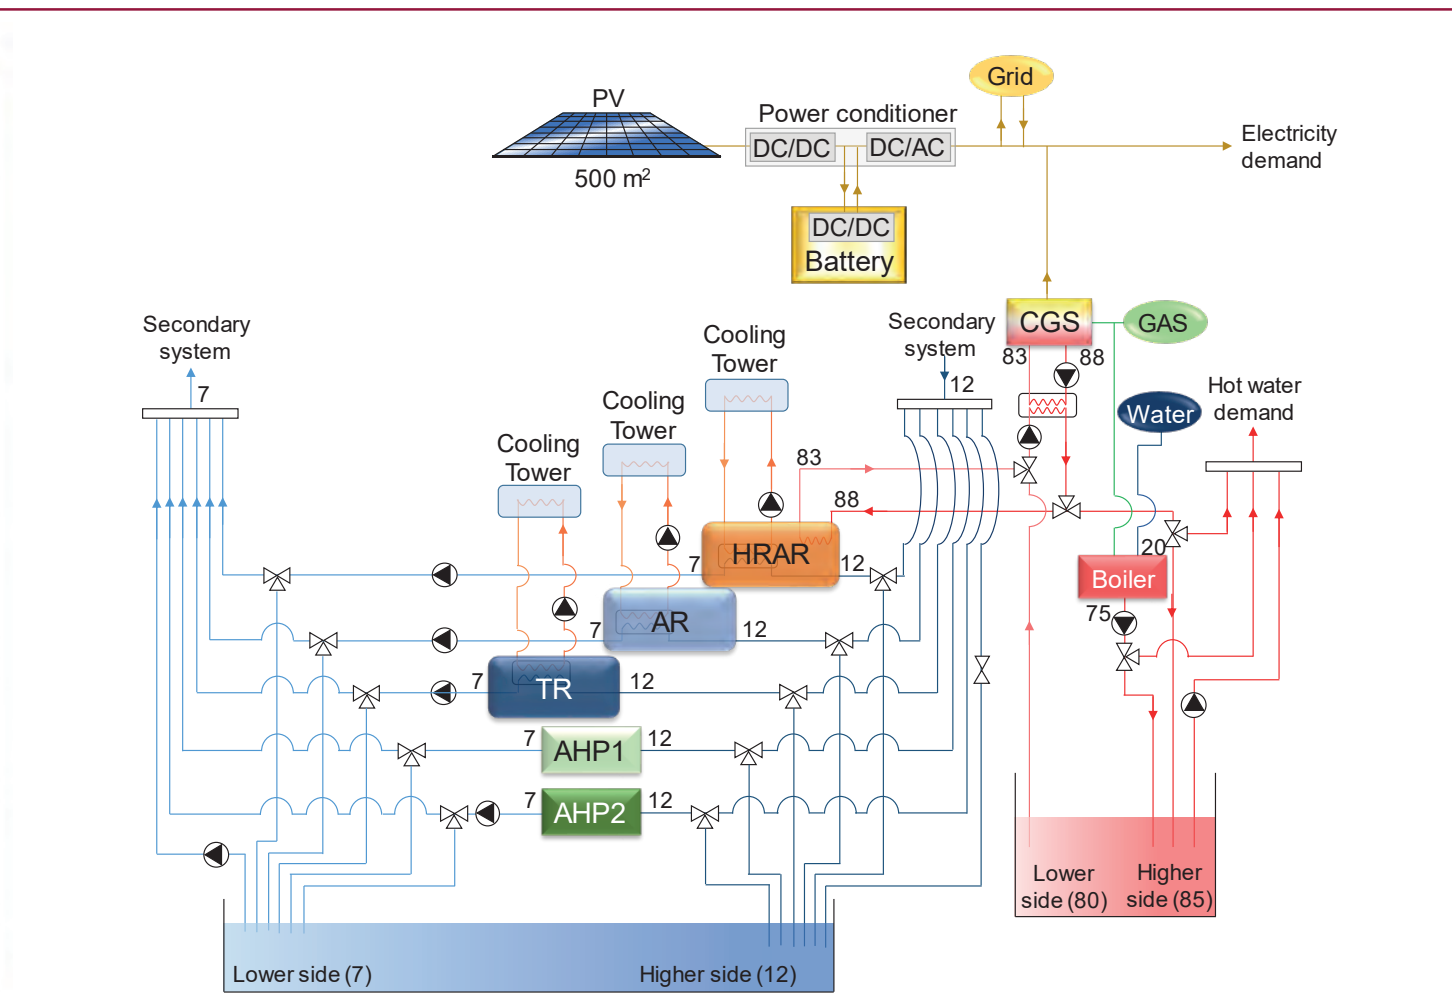 Grid
PV
Power conditioner
DC/DC
DC/AC
Electricity
demand
500 m²
DC/DC
Battery
Secondary
system
7
Cooling
Tower
Cooling
Tower
Cooling
Tower
Secondary
system
12
CGS
GAS
83
88
Hot water
demand
Water
83
88
HRAR
7
12
20
Boiler
75
AR
7
12
TR
7
12
AHP1
7
12
AHP2
7
12
Lower
side (80)
Higher
side (85)
Lower side (7)
Higher side (12)